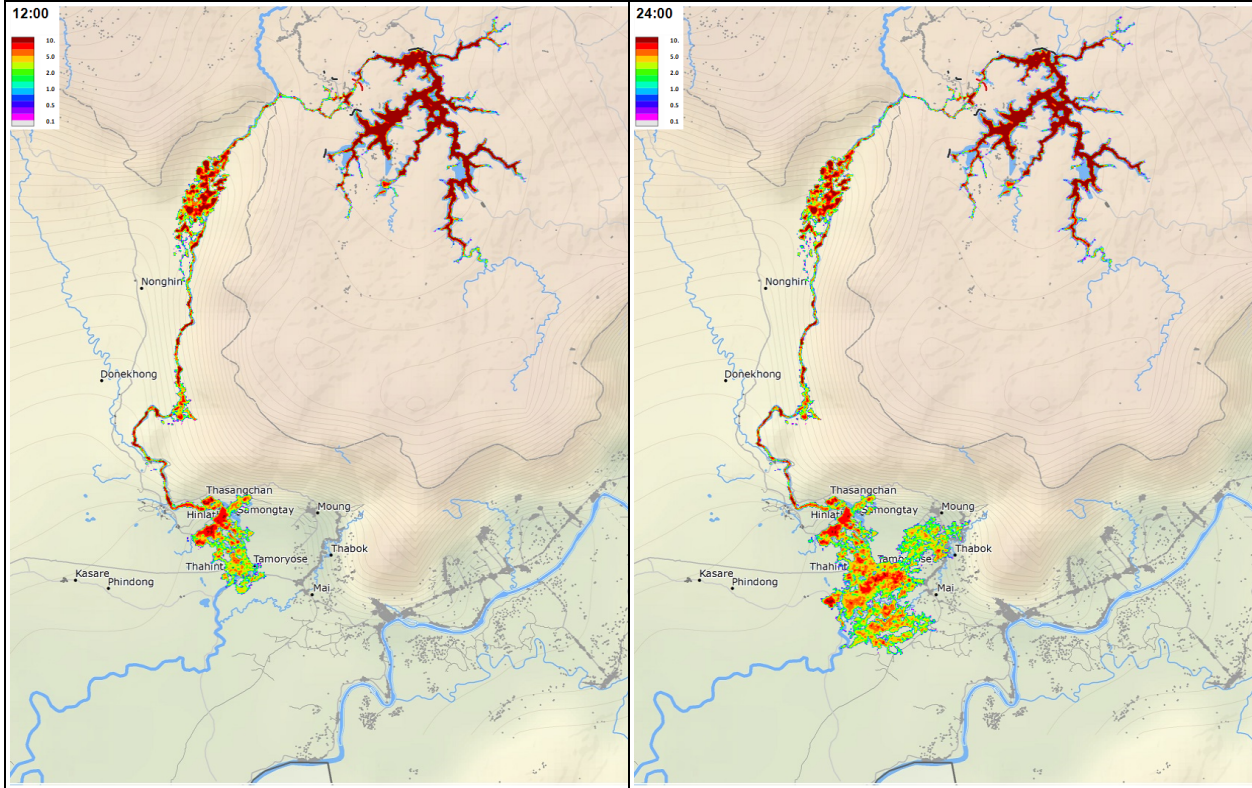 12:00
10.
5.0
2.0
1.0
0.5
0.1
Nonghin
Donekhong
Thasangchan
Hinlat
Samongtay
Moung
Thabok
Thahint
Tamoryose
Kasare
Phindong
Mai
24:00
10.
5.0
2.0
1.0
0.5
0.1
Nonghin
Donekhong
Thasangchan
Hinlat
Samongtay
Moung
Thabok
Thahint
Tamoryose
Kasare
Phindong
Mai